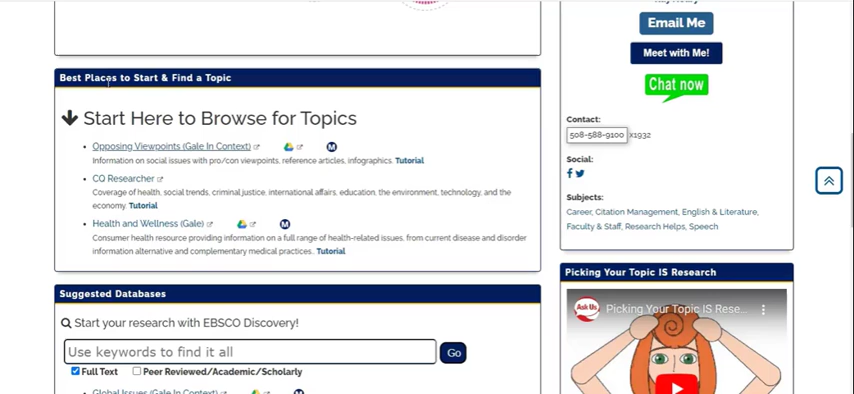 Best Places to Start & Find a Topic
Start Here to Browse for Topics
Opposing Viewpoints (Gale In Context)
M
Information on social issues with pro/con viewpoints, reference articles, infographics. Tutorial
CQ Researcher
Coverage of health, social trends, criminal justice, international affairs, education, the environment, technology, and the
economy. Tutorial
Health and Wellness (Gale)
M
Consumer health resource providing information on a full range of health-related issues, from current disease and disorder
information alternative and complementary medical practices.. Tutorial
Suggested Databases
Start your research with EBSCO Discovery!
Use keywords to find it all
Go
Full Text
Peer Reviewed/Academic/Scholarly
Global Issues (Gale In Context)
Email Me
Meet with Me!
Chat now
Contact:
508-588-9100 x1932
Social:
Subjects:
Career, Citation Management, English & Literature,
Faculty & Staff, Research Helps, Speech
Picking Your Topic IS Research
Ask Us
Picking Your Topic IS Rese...